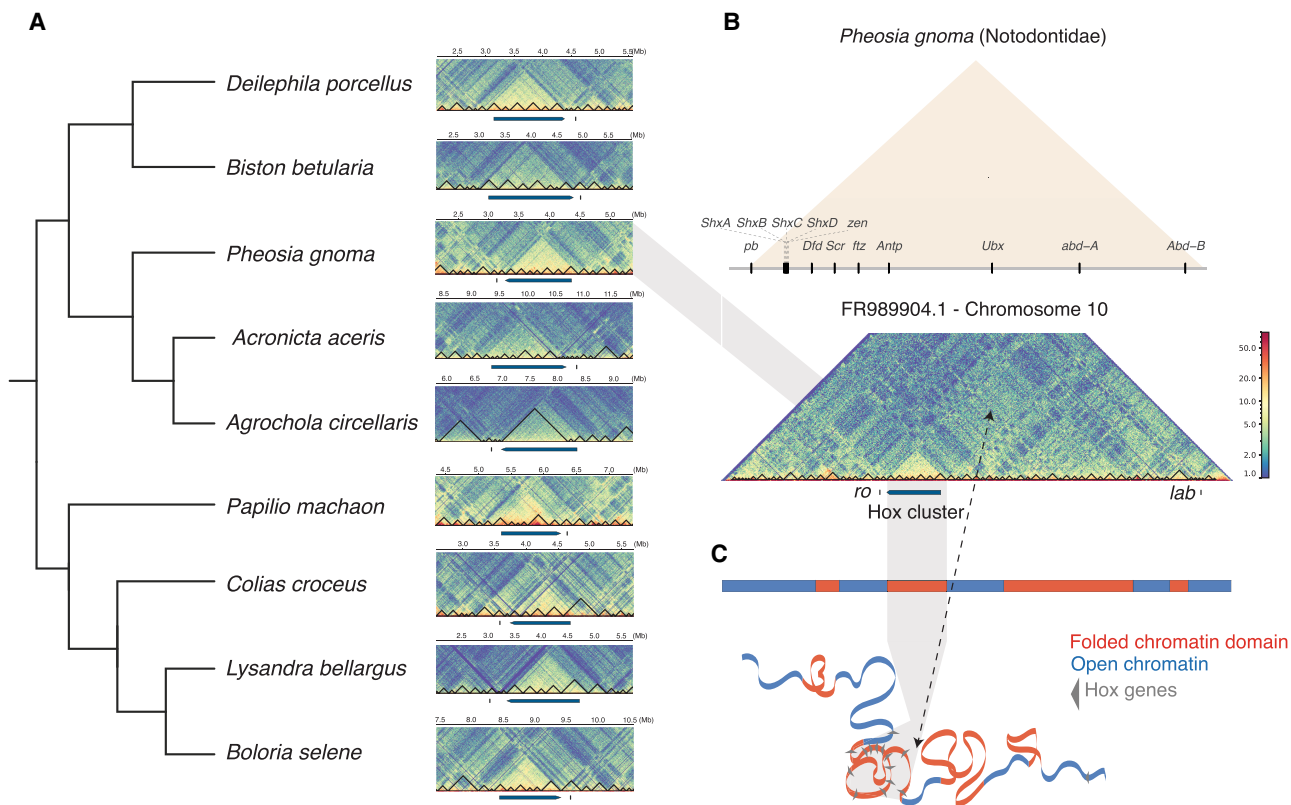 A
B
2.5 3.0 3.5 4.0 4.5 5.0 5.5 (Mb)
Deilephila porcellus
2.5 3.0 3.5 4.0 4.5 5.0 5.5 (Mb)
Biston betularia
2.5 3.0 3.5 4.0 4.5 5.0 (Mb)
Pheosia gnoma
8.5 9.0 9.5 10.0 10.5 11.0 11.5 (Mb)
Acronicta aceris
6.0 6.5 7.0 7.5 8.0 8.5 9.0 (Mb)
Agrochola circellaris
4.5 5.0 5.5 6.0 6.5 7.0 (Mb)
Papilio machaon
3.0 3.5 4.0 4.5 5.0 5.5 (Mb)
Colias croceus
2.5 3.0 3.5 4.0 4.5 5.0 5.5 (Mb)
Lysandra bellargus
7.5 8.0 8.5 9.0 9.5 10.0 10.5 (Mb)
Boloria selene
Pheosia gnoma (Notodontidae)
ShxA ShxB ShxC ShxD zen
pb Dfd Scr ftz Antp Ubx abd-A Abd-B
FR989904.1 - Chromosome 10
50.0
20.0
10.0
5.0
2.0
1.0
ro lab
Hox cluster
C
Folded chromatin domain
Open chromatin
Hox genes